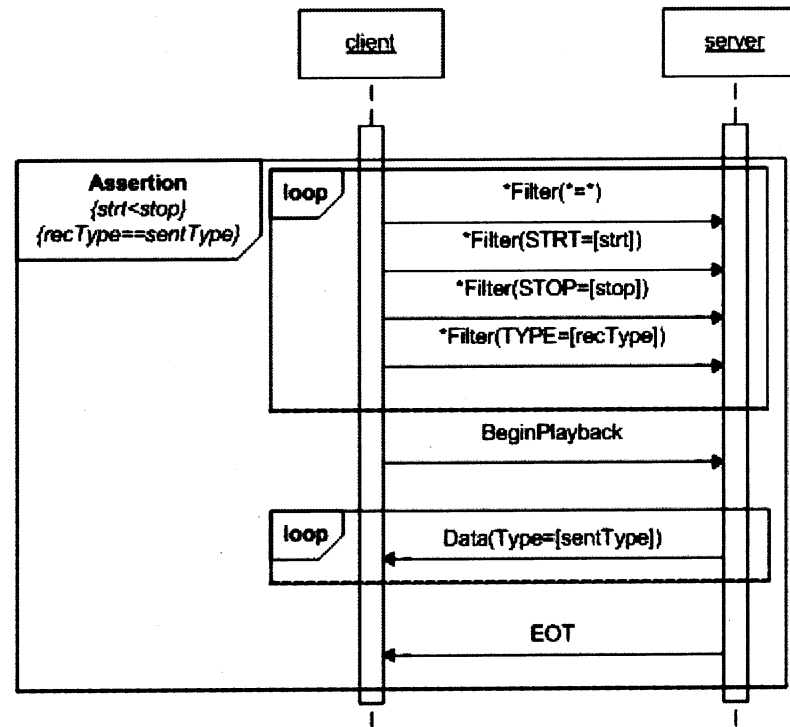 client
server
Assertion
{strt<stop}
{recType==sentType}
loop
*Filter(*=*)
*Filter(STRT=[strt])
*Filter(STOP=[stop])
*Filter(TYPE=[recType])
BeginPlayback
loop
Data(Type=[sentType])
EOT